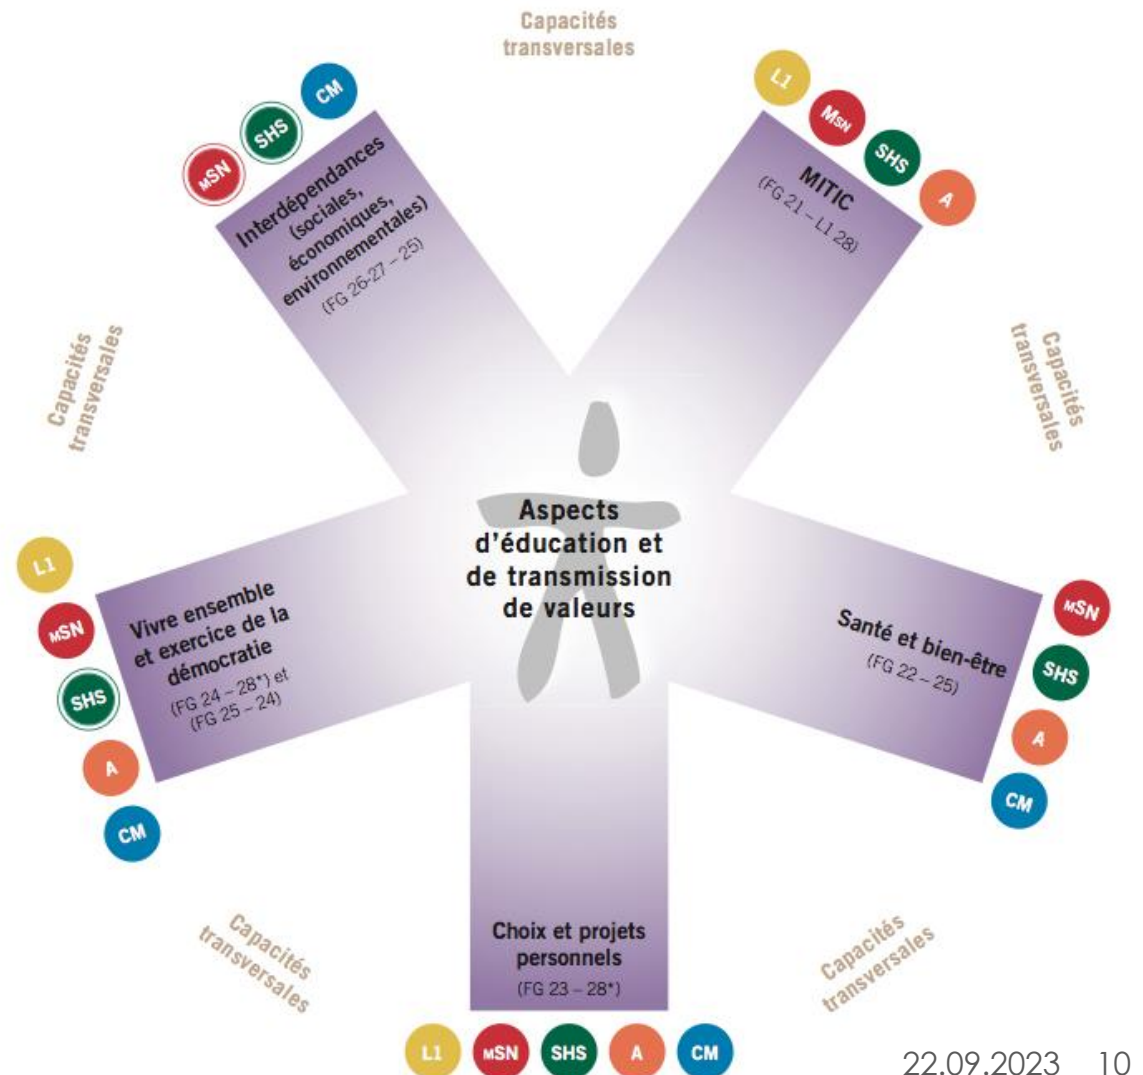 Capacités
transversales
CM
SHS
MSN
Interdépendances
(sociales,
économiques,
environnementales)
(FG 26-27 – 25)
L1
MSN
SHS
A
MITIC
(FG 21 – L1 28)
Capacités
transversales
Capacités
transversales
Aspects
d'éducation et
de transmission
de valeurs
L1
MSN
SHS
A
CM
Vivre ensemble
et exercice de la
démocratie
(FG 24 – 28*) et
(FG 25 – 24)
Santé et bien-être
(FG 22 – 25)
MSN
SHS
A
CM
Capacités
transversales
Choix et projets
personnels
(FG 23 – 28*)
Capacités
transversales
L1 MSN SHS A CM
22.09.2023 10